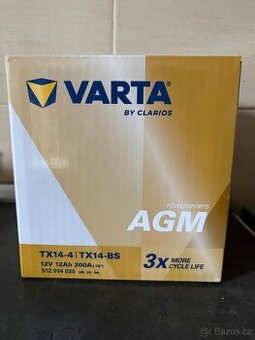 VARTA
BY CLARIOS
POWERSPORTS
AGM
TX14-4 | TX14-BS
12V 12Ah 200A
512 014 020
3x MORE
CYCLE LIFE
Bazoš.cz